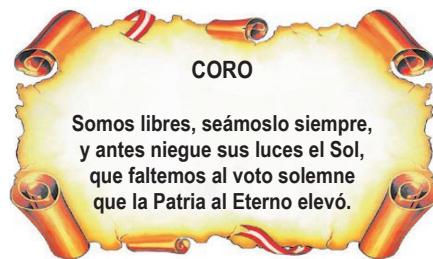 CORO
Somos libres, seámoslo siempre,
y antes niegue sus luces el Sol,
que faltemos al voto solemne
que la Patria al Eterno elevó.